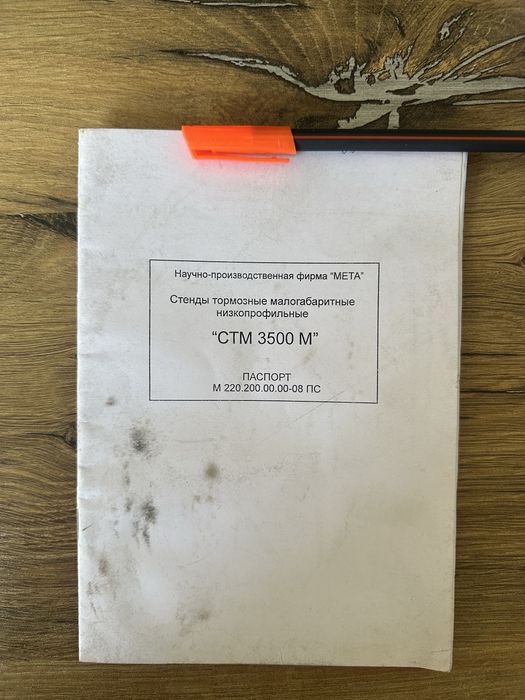 Научно-производственная фирма “МЕТА”
Стенды тормозные малогабаритные
низкопрофильные
“СТМ 3500 М”
ПАСПОРТ
М 220.200.00.00-08 ПС